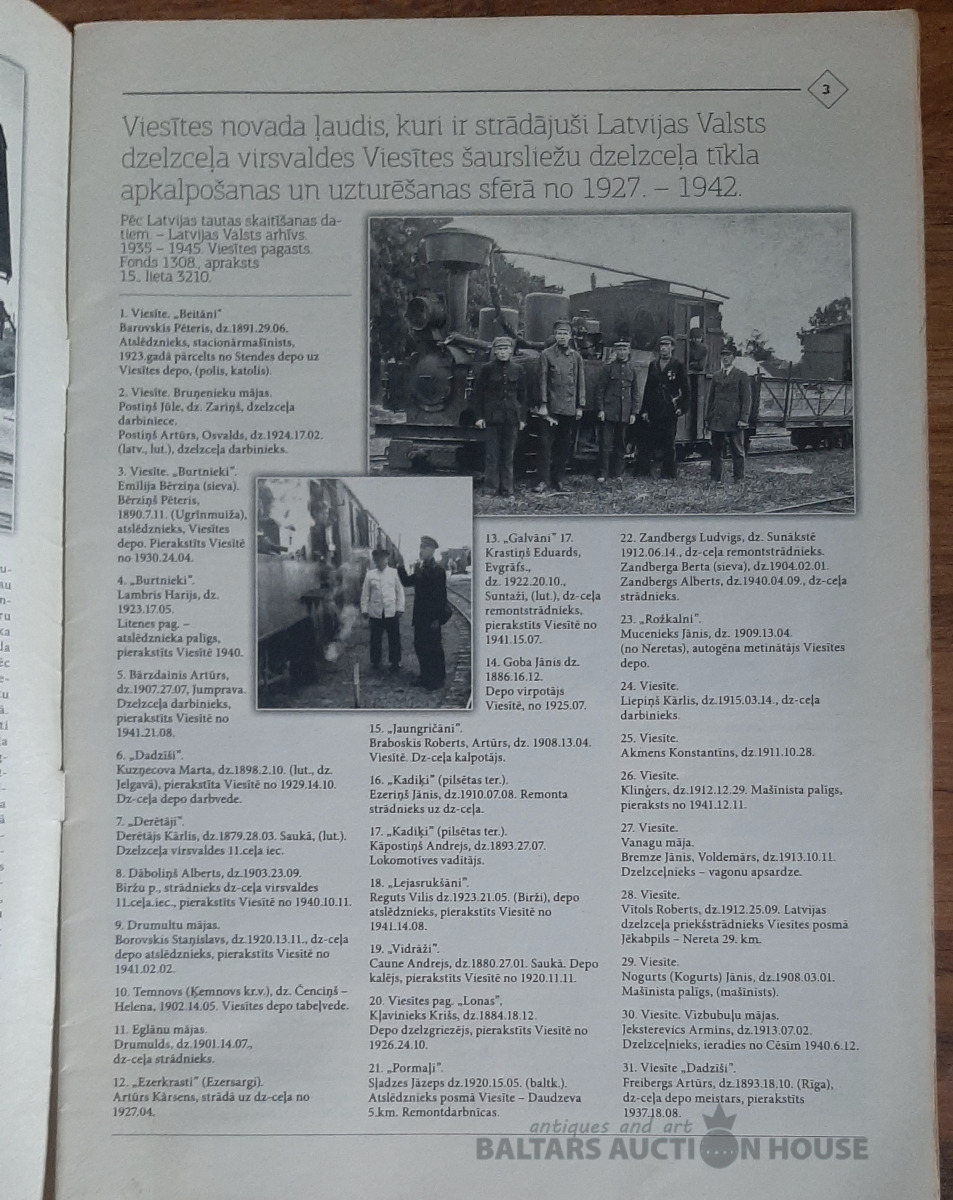 3
Viesītes novada ļaudis, kuri ir strādājuši Latvijas Valsts
dzelzceļa virsvaldes Viesītes šaursliežu dzelzceļa tīkla
apkalpošanas un uzturēšanas sfērā no 1927. – 1942.
Pēc Latvijas tautas skaitīšanas da-
tiem. – Latvijas Valsts arhīvs.
1935 – 1945. Viesītes pagasts.
Fonds 1308., apraksts
15., lieta 3210.
1. Viesīte. „Beitāni"
Barovskis Pēteris, dz.1891.29.06.
Atslēdznieks, stacionārmašīnists,
1923.gadā pārcelts no Stendes depo uz
Viesītes depo, (polis, katolis).
2. Viesīte. Bruņenieku mājas.
Postiņš Jūle, dz. Zariņš, dzelzceļa
darbiniece.
Postiņš Artūrs, Osvalds, dz.1924.17.02.
(latv., lut.), dzelzceļa darbinieks.
3. Viesīte. „Burtnieki".
Emilija Bērziņa (sieva).
Bērziņš Pēteris,
1890.7.11. (Ugrīnmuiža),
atslēdznieks, Viesītes
depo. Pierakstīts Viesītē
no 1930.24.04.
4. „Burtnieki".
Lambris Harijs, dz.
1923.17.05.
Litenes pag. –
atslēdznieka palīgs,
pierakstīts Viesītē 1940.
5. Bārzdainis Artūrs,
dz.1907.27.07, Jumprava.
Dzelzceļa darbinieks,
pierakstīts Viesītē no
1941.21.08.
6. „Dadzīši".
Kuzņecova Marta, dz.1898.2.10. (lut., dz.
Jelgavā), pierakstīta Viesītē no 1929.14.10.
Dz-ceļa depo darbvede.
7. „Derētāji".
Derētājs Kārlis, dz.1879.28.03. Saukā, (lut.).
Dzelzceļa virsvaldes 11.ceļa iec.
8. Dāboliņš Alberts, dz.1903.23.09.
Biržu p., strādnieks dz-ceļa virsvaldes
11.ceļa.iec., pierakstīts Viesītē no 1940.10.11.
9. Drumultu mājas.
Borovskis Staņislavs, dz.1920.13.11., dz-ceļa
depo atslēdznieks, pierakstīts Viesītē no
1941.02.02.
10. Temnovs (Ķemnovs kr.v.), dz. Čenciņš –
Helena, 1902.14.05. Viesītes depo tabeļvede.
11. Eglānu mājas.
Drumulds, dz.1901.14.07.,
dz-ceļa strādnieks.
12. „Ezerkrasti" (Ezersargi).
Artūrs Kārsens, strādā uz dz-ceļa no
1927.04.
13. „Galvāni" 17.
Krastiņš Eduards,
Evgrāfs.,
dz. 1922.20.10.,
Suntaži, (lut.), dz-ceļa
remontstrādnieks,
pierakstīts Viesītē no
1941.15.07.
14. Goba Jānis dz.
1886.16.12.
Depo virpotājs
Viesītē, no 1925.07.
15. „Jaungričāni".
Braboskis Roberts, Artūrs, dz. 1908.13.04.
Viesītē. Dz-ceļa kalpotājs.
16. „Kadiķi" (pilsētas ter.).
Ezeriņš Jānis, dz.1910.07.08. Remonta
strādnieks uz dz-ceļa.
17. „Kadiķi" (pilsētas ter.).
Kāpostiņš Andrejs, dz.1893.27.07.
Lokomotīves vadītājs.
18. „Lejasrukšāni".
Reguts Vilis dz.1923.21.05. (Birži), depo
atslēdznieks, pierakstīts Viesītē no
1941.14.08.
19. „Vidrāži".
Caune Andrejs, dz.1880.27.01. Saukā. Depo
kalējs, pierakstīts Viesītē no 1920.11.11.
20. Viesītes pag. „Lonas",
Kļavinieks Krišs, dz.1884.18.12.
Depo dzelzgriezējs, pierakstīts Viesītē no
1926.24.10.
21. „Pormaļi".
Sļadzes Jāzeps dz.1920.15.05. (baltk.).
Atslēdznieks posmā Viesīte – Daudzeva
5.km. Remontdarbnīcas.
22. Zandbergs Ludvigs, dz. Sunākstē
1912.06.14., dz-ceļa remontstrādnieks.
Zandberga Berta (sieva), dz.1904.02.01.
Zandbergs Alberts, dz.1940.04.09., dz-ceļa
strādnieks.
23. „Rožkalni".
Mucenieks Jānis, dz. 1909.13.04.
(no Neretas), autogēna metinātājs Viesītes
depo.
24. Viesīte.
Liepiņš Kārlis, dz.1915.03.14., dz-ceļa
darbinieks.
25. Viesīte.
Akmens Konstantīns, dz.1911.10.28.
26. Viesīte.
Kliņģers, dz.1912.12.29. Mašīnista palīgs,
pieraksts no 1941.12.11.
27. Viesīte.
Vanagu māja.
Bremze Jānis, Voldemārs, dz.1913.10.11.
Dzelzceļnieks – vagonu apsardze.
28. Viesīte.
Vītols Roberts, dz.1912.25.09. Latvijas
dzelzceļa priekšstrādnieks Viesītes posmā
Jēkabpils – Nereta 29. km.
29. Viesīte.
Nogurts (Kogurts) Jānis, dz.1908.03.01.
Mašīnista palīgs, (mašīnists).
30. Viesīte. Vizbubuļu mājas.
Jeksterevics Armins, dz.1913.07.02.
Dzelzceļnieks, ieradies no Cēsīm 1940.6.12.
31. Viesīte „Dadzīši".
Freibergs Artūrs, dz.1893.18.10. (Rīga),
dz-ceļa depo meistars, pierakstīts
1937.18.08.
antiques and art
BALTARS AUCTION HOUSE